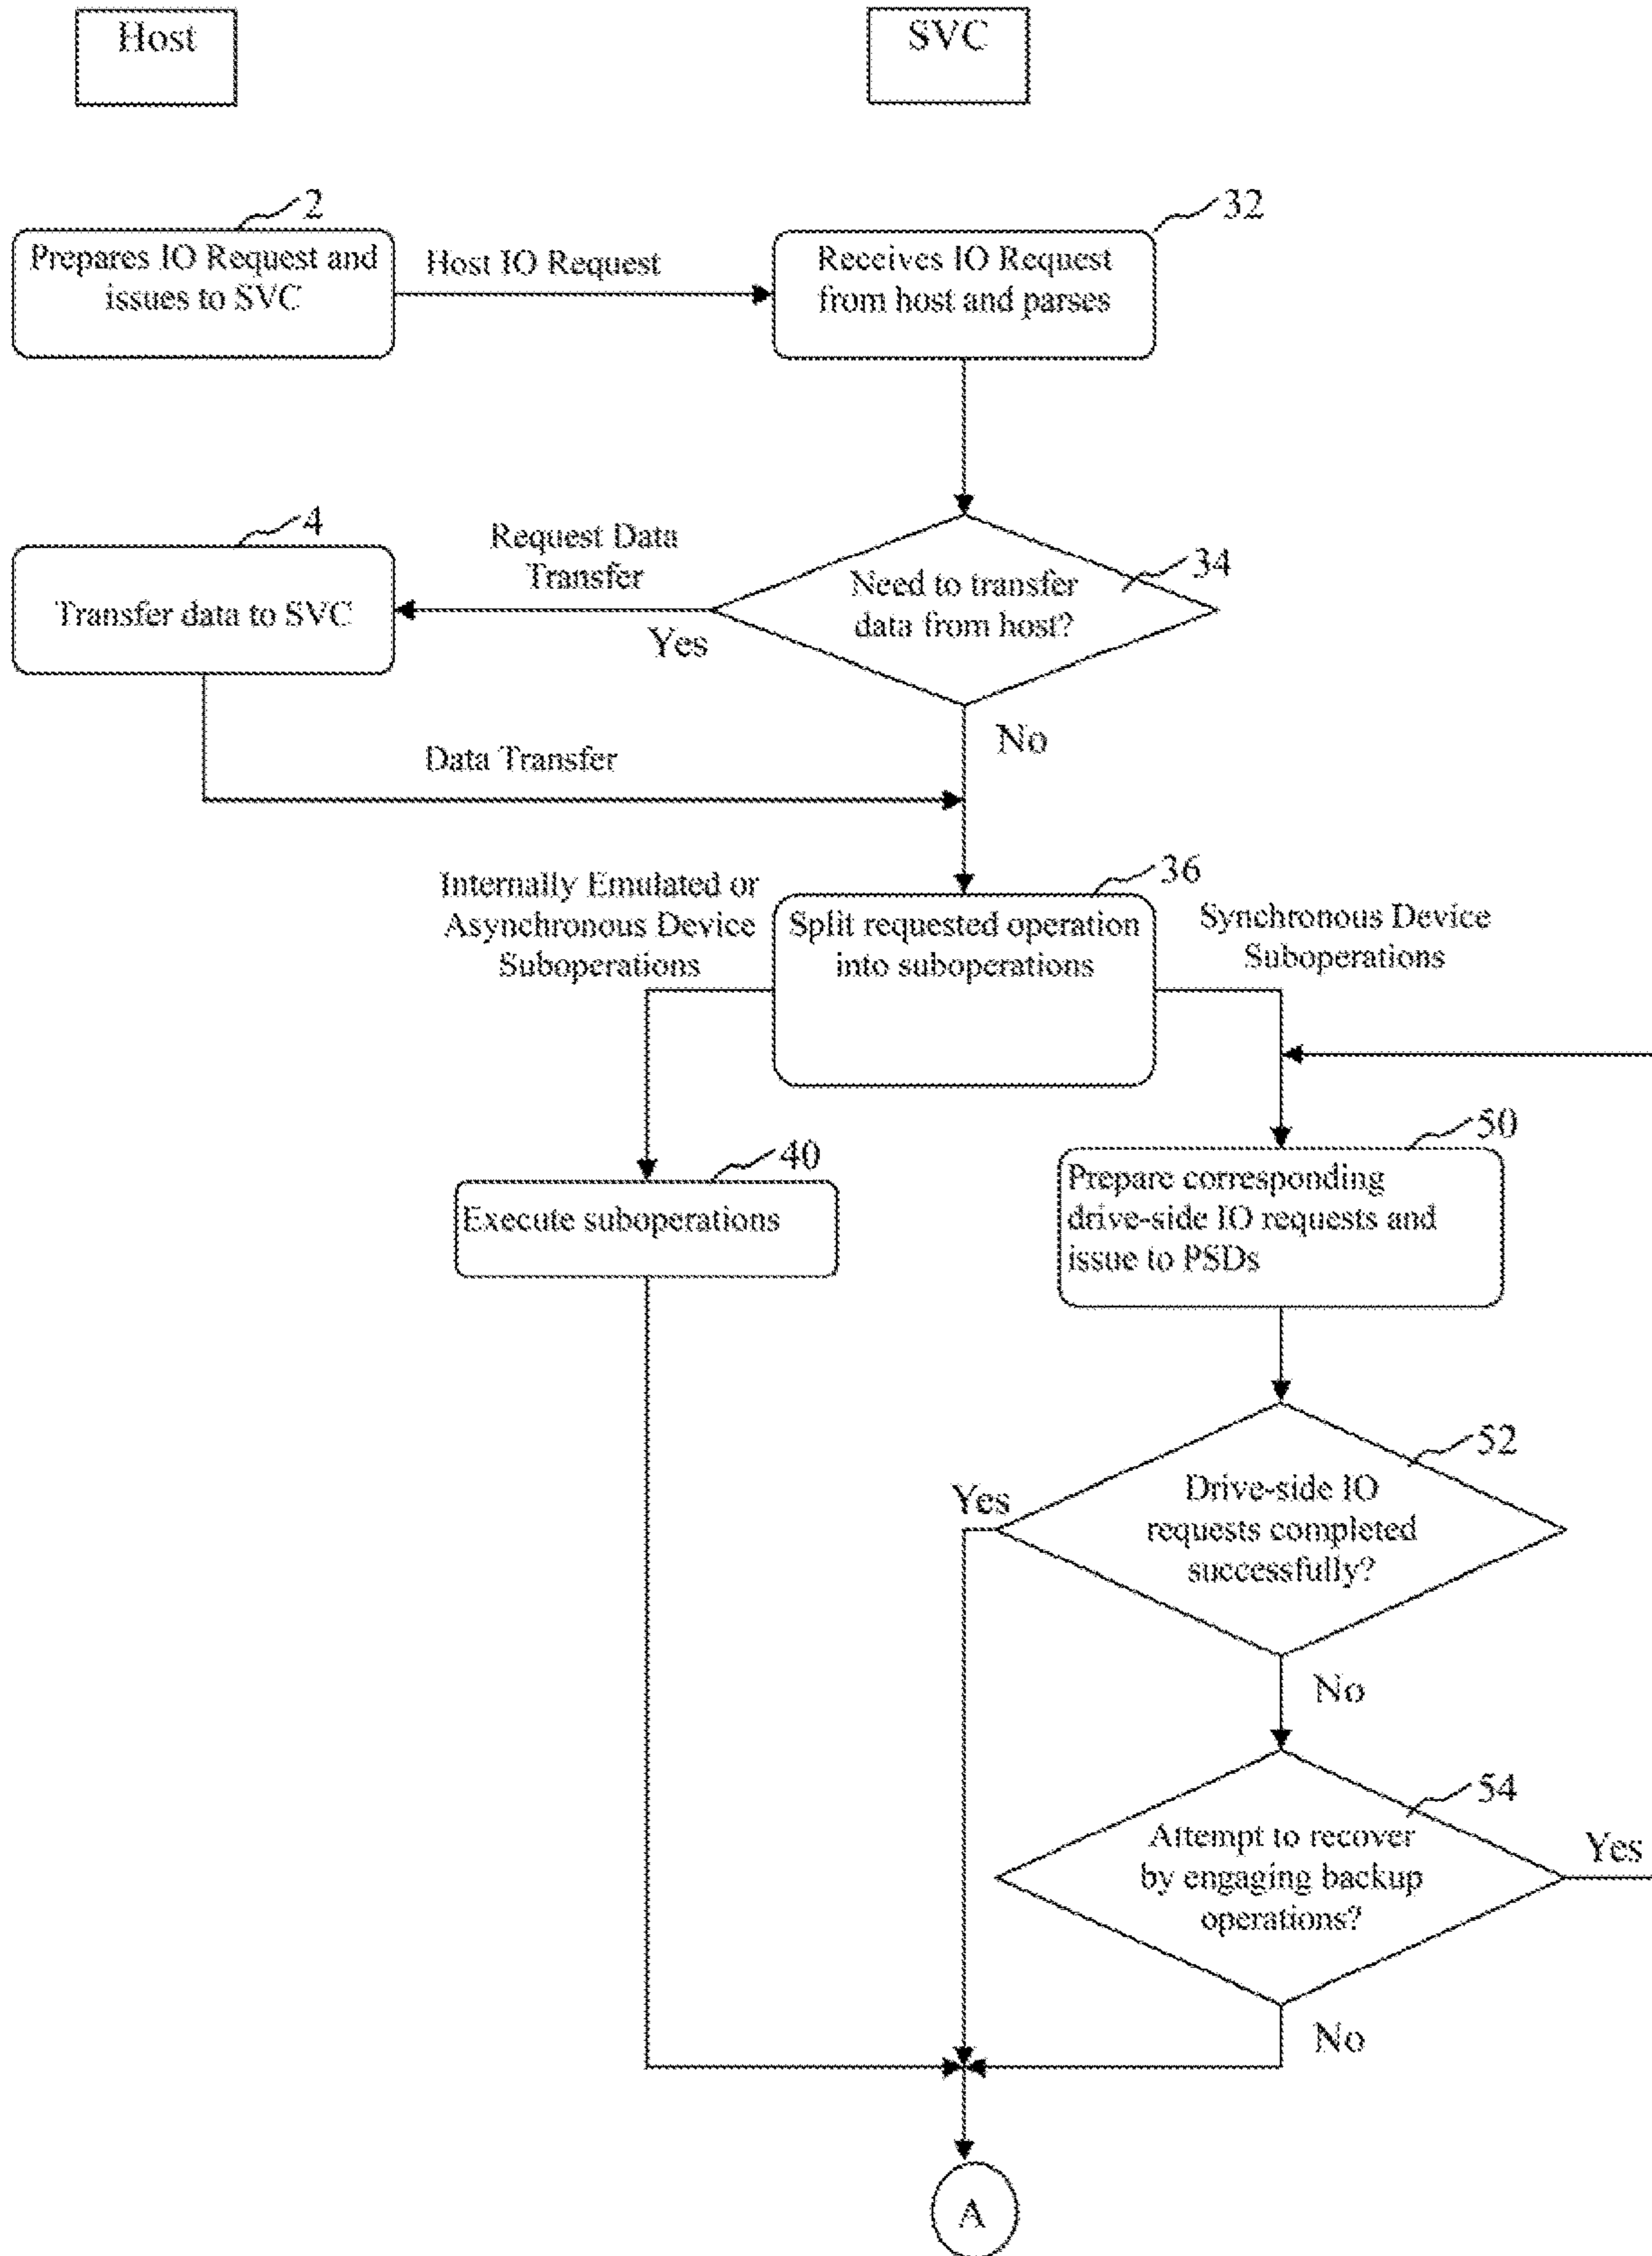 Host
SVC
2
Prepares IO Request and
issues to SVC
Host IO Request
32
Receives IO Request
from host and parses
4
Transfer data to SVC
Request Data
Transfer
Yes
34
Need to transfer
data from host?
No
Data Transfer
Internally Emulated or
Asynchronous Device
Suboperations
36
Split requested operation
into suboperations
Synchronous Device
Suboperations
40
Execute suboperations
50
Prepare corresponding
drive-side IO requests and
issue to PSDs
52
Yes
Drive-side IO
requests completed
successfully?
No
54
Attempt to recover
by engaging backup
operations?
Yes
No
A